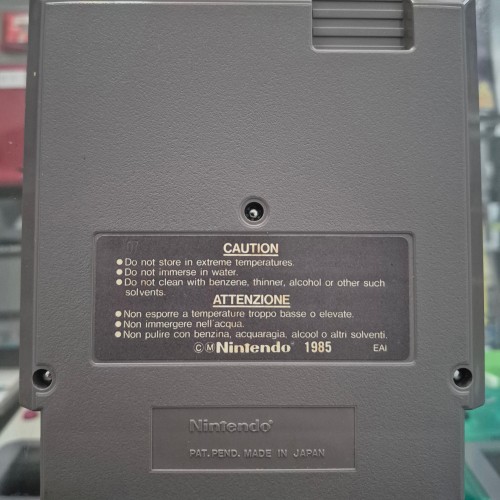 CAUTION
●Do not store in extreme temperatures.
●Do not immerse in water.
●Do not clean with benzene, thinner, alcohol or other such
solvents.
ATTENZIONE
●Non esporre a temperature troppo basse o elevate.
●Non immergere nell'acqua.
●Non pulire con benzina, acquaragia, alcool o altri solventi.
©ⓂNintendo® 1985 EAI
Nintendo®
PAT. PEND. MADE IN JAPAN